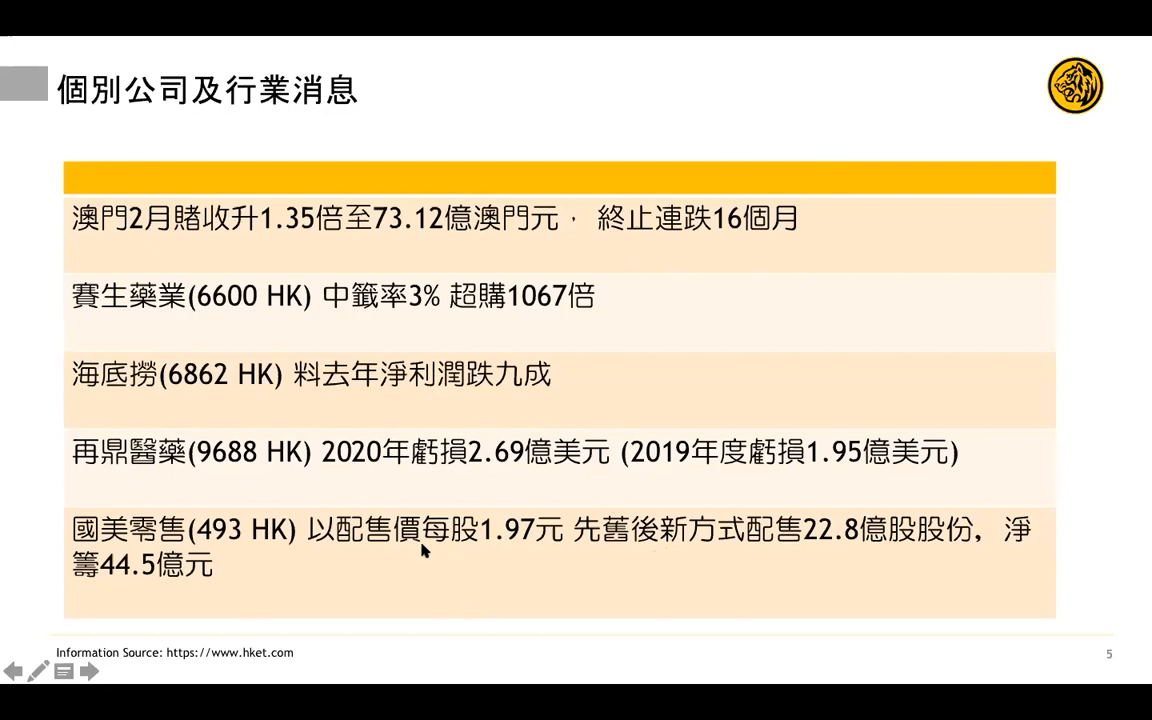 個別公司及行業消息
澳門2月賭收升1.35倍至73.12億澳門元， 終止連跌16個月
賽生藥業(6600 HK) 中籤率3% 超購1067倍
海底撈(6862 HK) 料去年淨利潤跌九成
再鼎醫藥(9688 HK) 2020年虧損2.69億美元 (2019年度虧損1.95億美元)
國美零售(493 HK) 以配售價每股1.97元 先舊後新方式配售22.8億股股份，淨
籌44.5億元
Information Source: https://www.hket.com
5